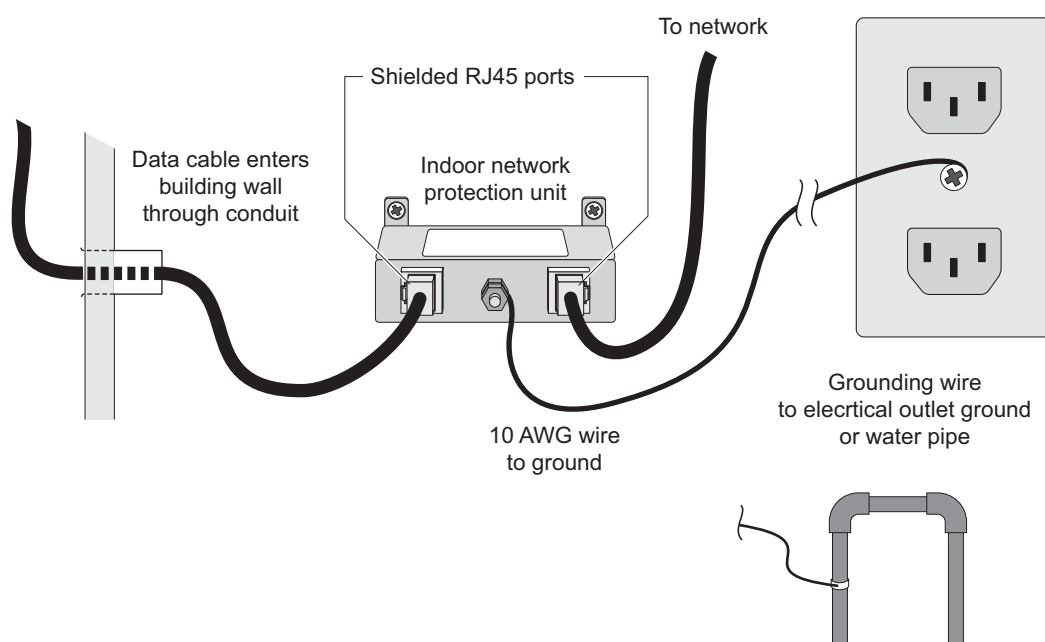 To network
Shielded RJ45 ports
Data cable enters
building wall
through conduit
Indoor network
protection unit
Grounding wire
to elecrtical outlet ground
or water pipe
10 AWG wire
to ground